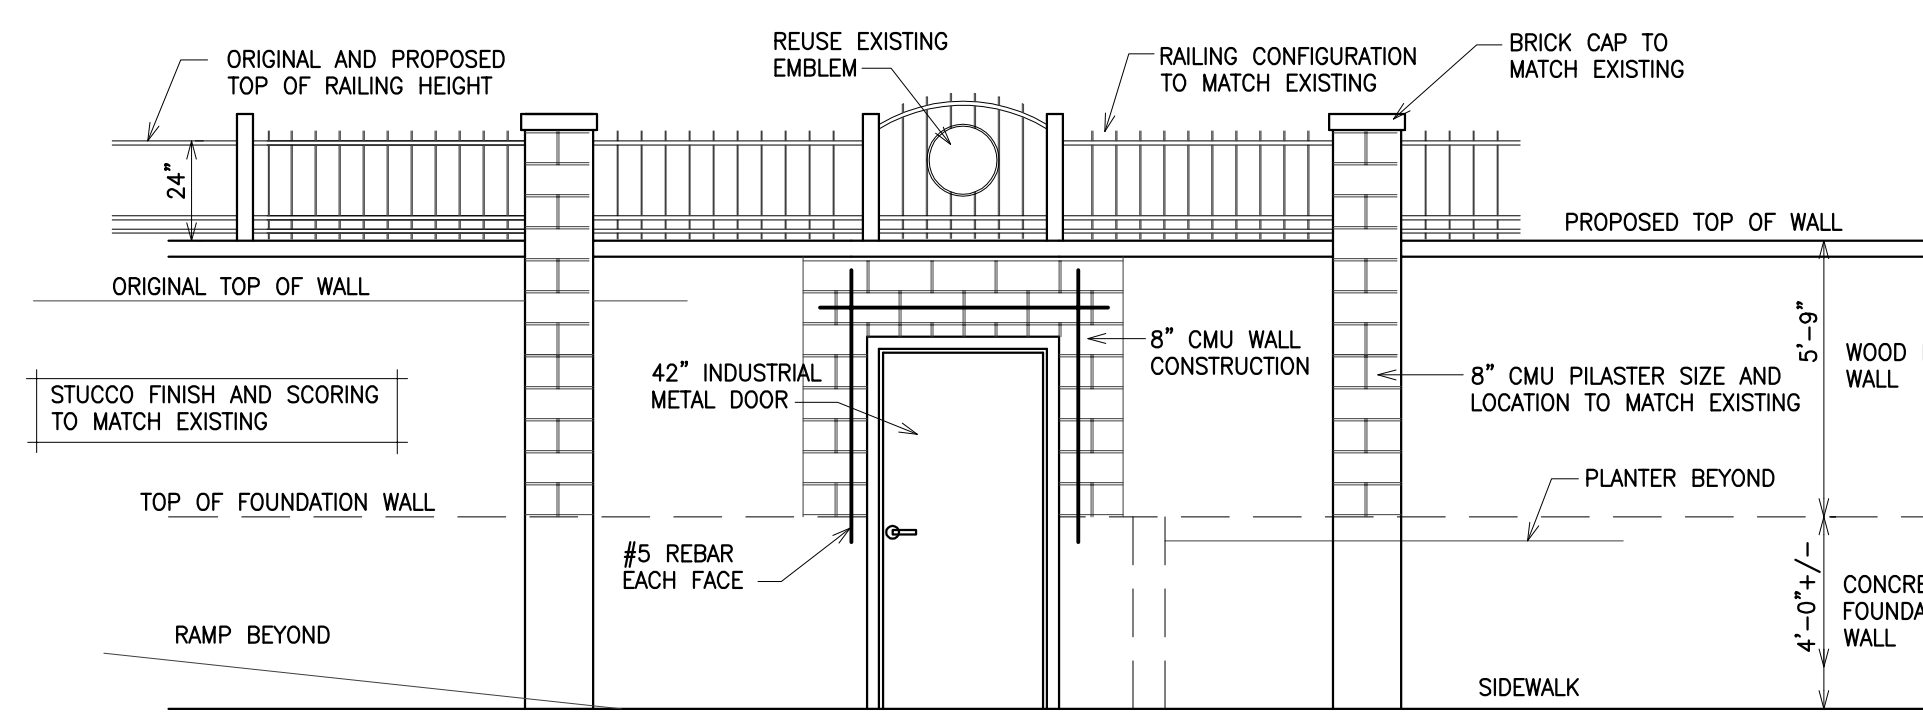 ORIGINAL AND PROPOSED
TOP OF RAILING HEIGHT
REUSE EXISTING
EMBLEM
RAILING CONFIGURATION
TO MATCH EXISTING
BRICK CAP TO
MATCH EXISTING
24"
PROPOSED TOP OF WALL
ORIGINAL TOP OF WALL
8" CMU WALL
CONSTRUCTION
5'-9"
WOOD
WALL
42" INDUSTRIAL
METAL DOOR
8" CMU PILASTER SIZE AND
LOCATION TO MATCH EXISTING
STUCCO FINISH AND SCORING
TO MATCH EXISTING
PLANTER BEYOND
TOP OF FOUNDATION WALL
#5 REBAR
EACH FACE
4'-0"+/-
CONCRE
FOUNDA
WALL
RAMP BEYOND
SIDEWALK